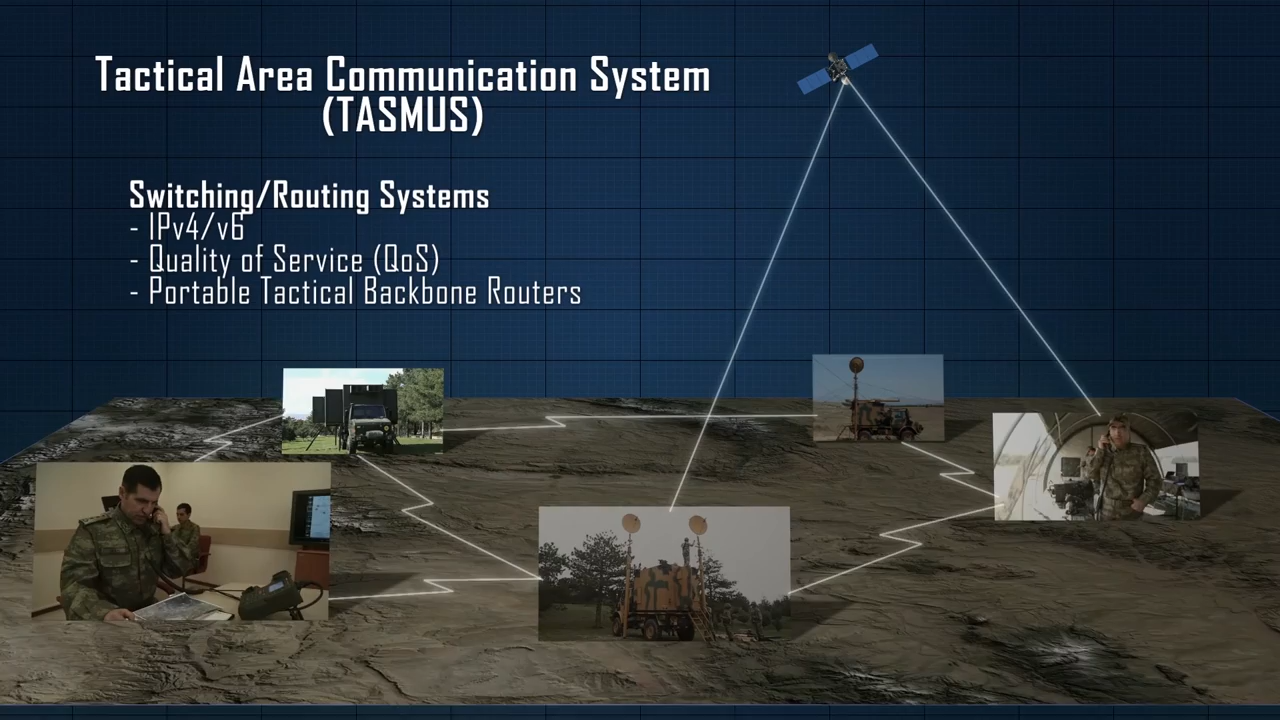 Tactical Area Communication System
(TASMUS)
Switching/Routing Systems
- IPv4/v6
- Quality of Service (QoS)
- Portable Tactical Backbone Routers